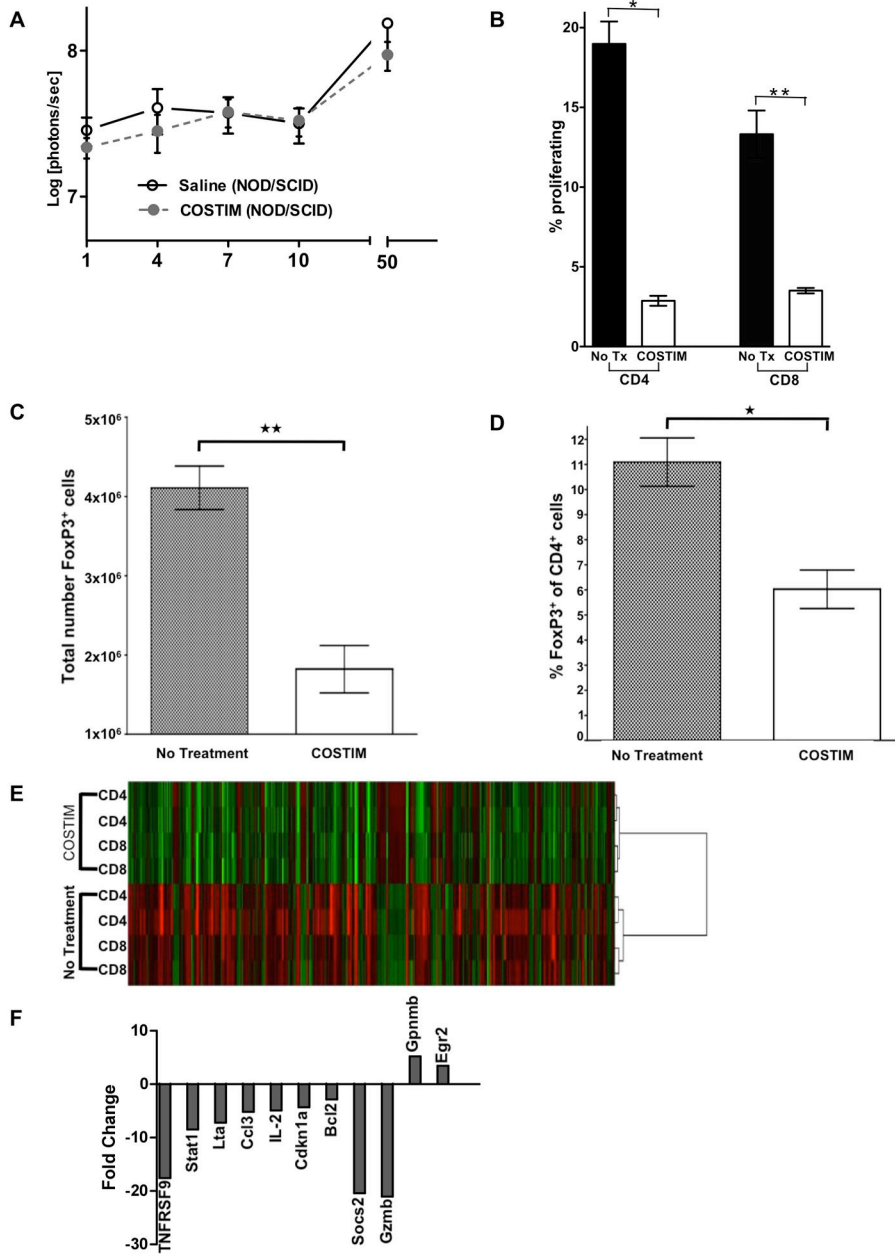 A
Log [photons/sec]
8
7
Saline (NOD/SCID)
COSTIM (NOD/SCID)
1 4 7 10 50
B
% proliferating
20
15
10
5
0
*
**
No Tx COSTIM No Tx COSTIM
CD4 CD8
C
Total number FoxP3⁺ cells
5x10⁶
4x10⁶
3x10⁶
2x10⁶
1x10⁶
★★
No Treatment COSTIM
D
% FoxP3⁺ of CD4⁺ cells
12
11
10
9
8
7
6
5
4
3
2
1
0
★
No Treatment COSTIM
E
COSTIM
CD4
CD4
CD8
CD8
No Treatment
CD4
CD4
CD8
CD8
F
Fold Change
10
0
-10
-20
-30
TNFRSF9
Stat1
Lta
Ccl3
IL-2
Cdkn1a
Bcl2
Socs2
Gzmb
Gpnmb
Egr2